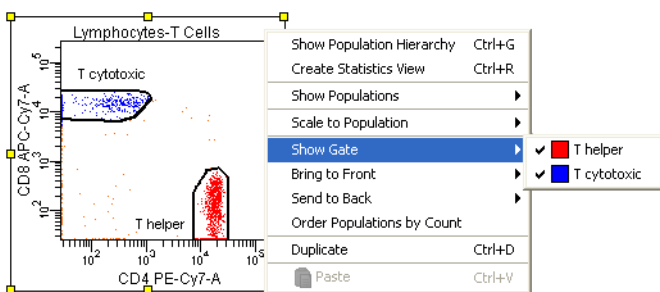 Lymphocytes-T Cells
T cytotoxic
T helper
CD8 APC-Cy7-A
10^5
10^4
10^3
10^2
10^2 10^3 10^4 10^5
CD4 PE-Cy7-A
Show Population Hierarchy Ctrl+G
Create Statistics View Ctrl+R
Show Populations
Scale to Population
Show Gate
Bring to Front
Send to Back
Order Populations by Count
Duplicate Ctrl+D
Paste Ctrl+V
T helper
T cytotoxic